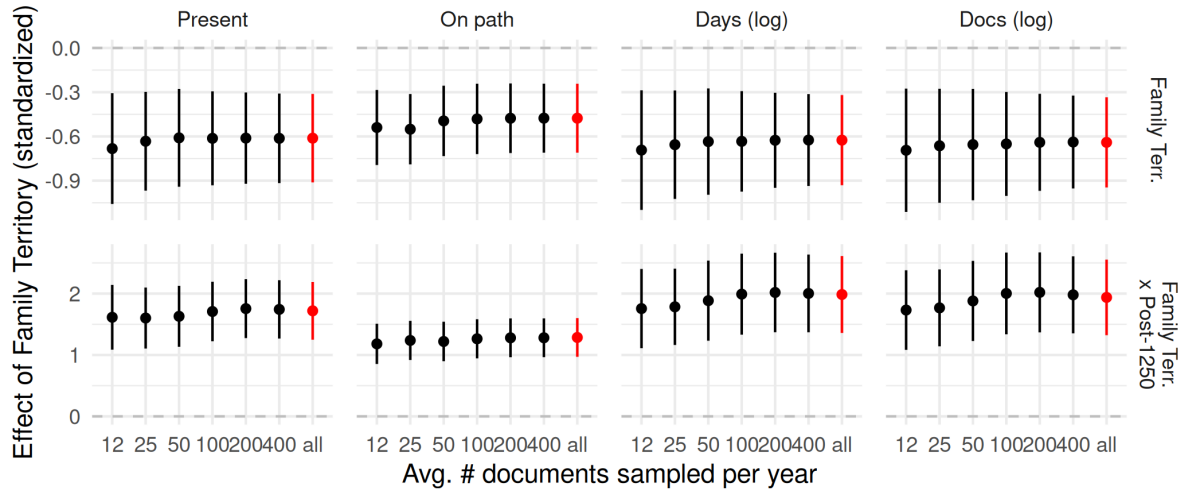 Present On path Days (log) Docs (log)
Effect of Family Territory (standardized)
0.0
-0.3
-0.6
-0.9
Family Terr.
2
1
0
Family Terr.
x Post-1250
12 25 50 100 200 400 all 12 25 50 100 200 400 all 12 25 50 100 200 400 all 12 25 50 100 200 400 all
Avg. # documents sampled per year